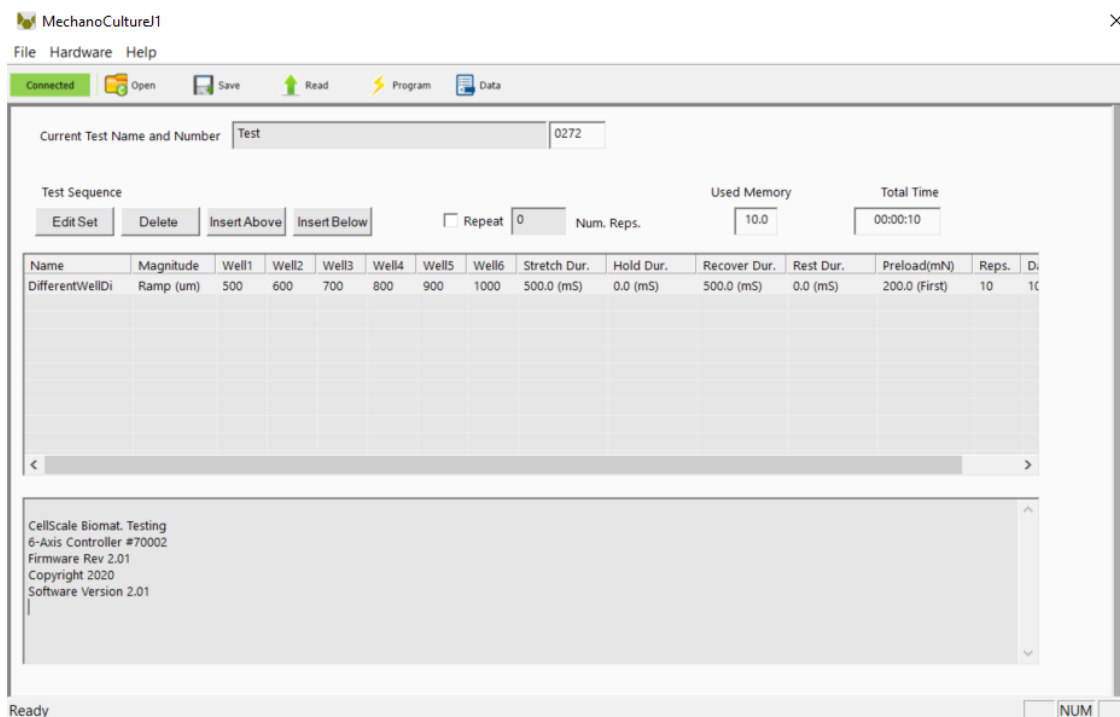 MechanoCultureJ1
File Hardware Help
Connected Open Save Read Program Data
Current Test Name and Number Test 0272
Test Sequence Used Memory Total Time
Edit Set Delete Insert Above Insert Below Repeat 0 Num. Reps. 10.0 00:00:10
Name Magnitude Well1 Well2 Well3 Well4 Well5 Well6 Stretch Dur. Hold Dur. Recover Dur. Rest Dur. Preload(mN) Reps.
DifferentWellDi Ramp (um) 500 600 700 800 900 1000 500.0 (mS) 0.0 (mS) 500.0 (mS) 0.0 (mS) 200.0 (First) 10
CellScale Biomat. Testing
6-Axis Controller #70002
Firmware Rev 2.01
Copyright 2020
Software Version 2.01
Ready NUM